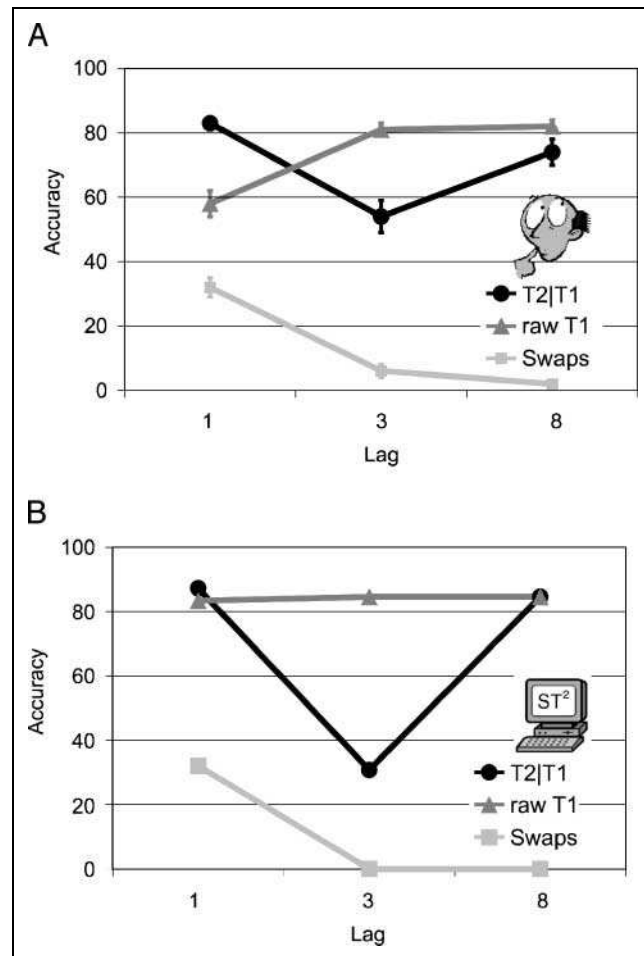 A
100
80
60
40
20
0
Accuracy
T2|T1
raw T1
Swaps
1 3 8
Lag
B
100
80
60
40
20
0
Accuracy
ST²
T2|T1
raw T1
Swaps
1 3 8
Lag